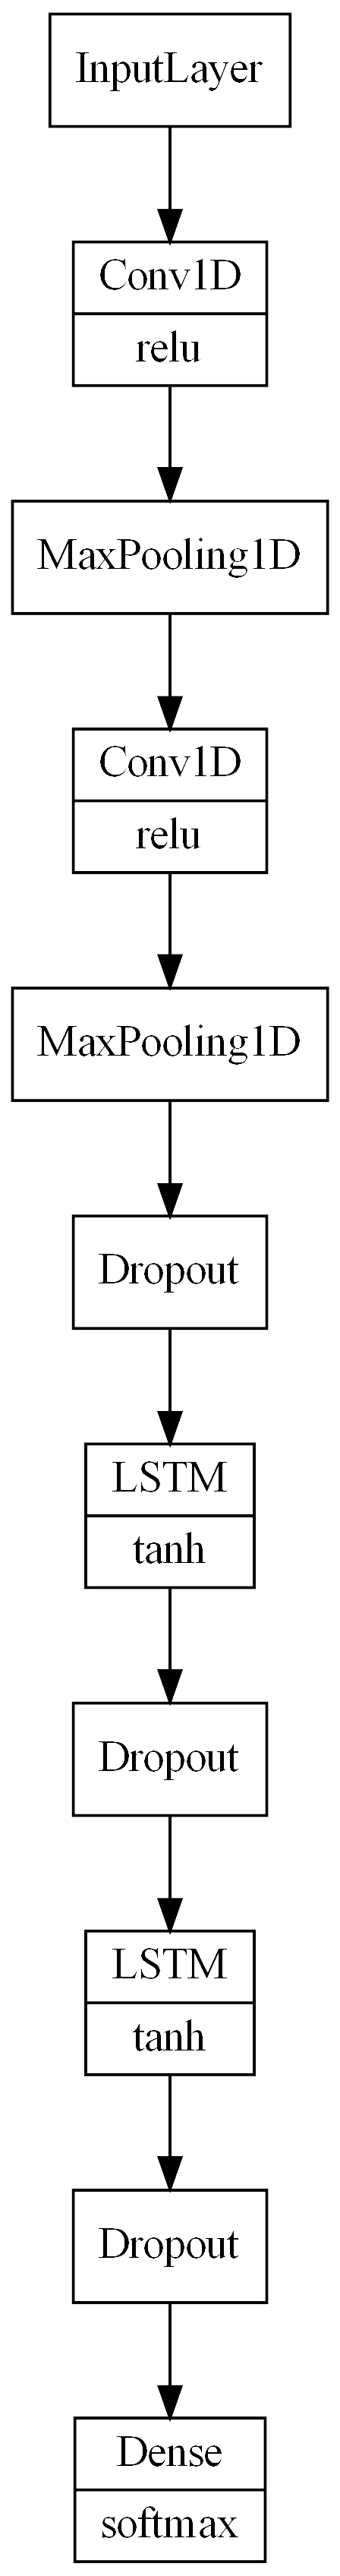 InputLayer
Conv1D
relu
MaxPooling1D
Conv1D
relu
MaxPooling1D
Dropout
LSTM
tanh
Dropout
LSTM
tanh
Dropout
Dense
softmax